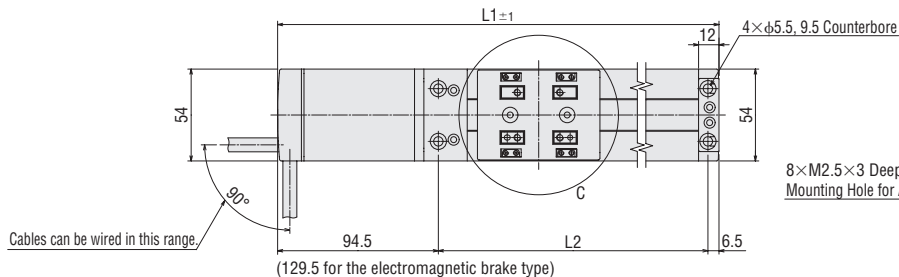 L1±1
4×φ5.5, 9.5 Counterbore
12
54
54
8×M2.5×3 Deep
Mounting Hole for
C
90°
Cables can be wired in this range.
94.5
L2
6.5
(129.5 for the electromagnetic brake type)